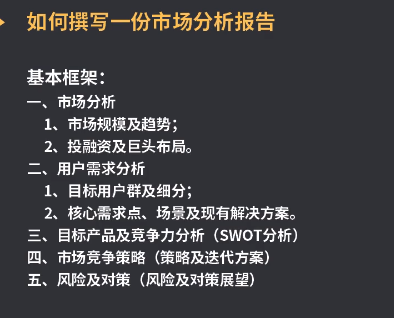 如何撰写一份市场分析报告
基本框架：
一、市场分析
1、市场规模及趋势；
2、投融资及巨头布局。
二、用户需求分析
1、目标用户群及细分；
2、核心需求点、场景及现有解决方案。
三、目标产品及竞争力分析（SWOT分析）
四、市场竞争策略（策略及迭代方案）
五、风险及对策（风险及对策展望）